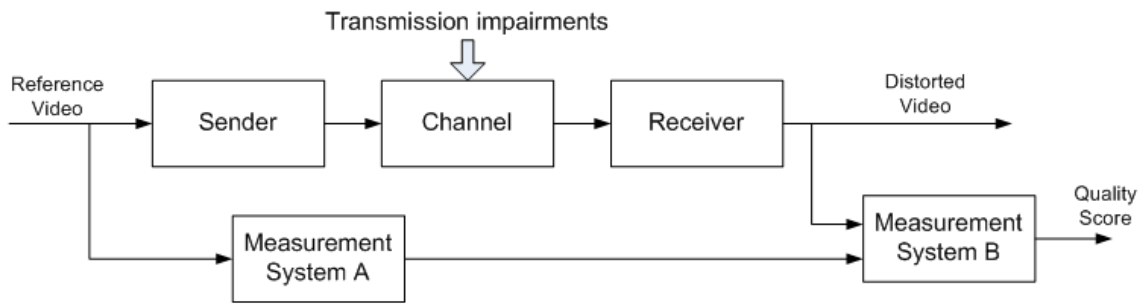 Transmission impairments
Reference
Video
Sender
Channel
Receiver
Distorted
Video
Measurement
System A
Measurement
System B
Quality
Score